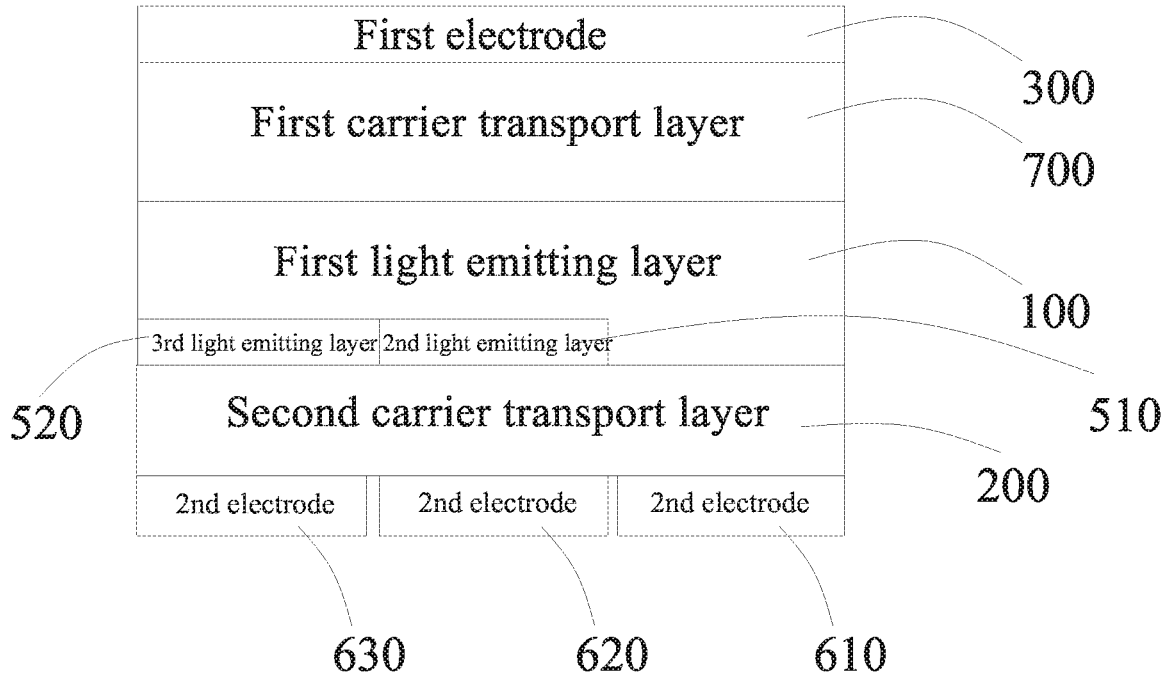 First electrode
300
First carrier transport layer
700
First light emitting layer
100
3rd light emitting layer
2nd light emitting layer
520
Second carrier transport layer
510
200
2nd electrode
2nd electrode
2nd electrode
630
620
610